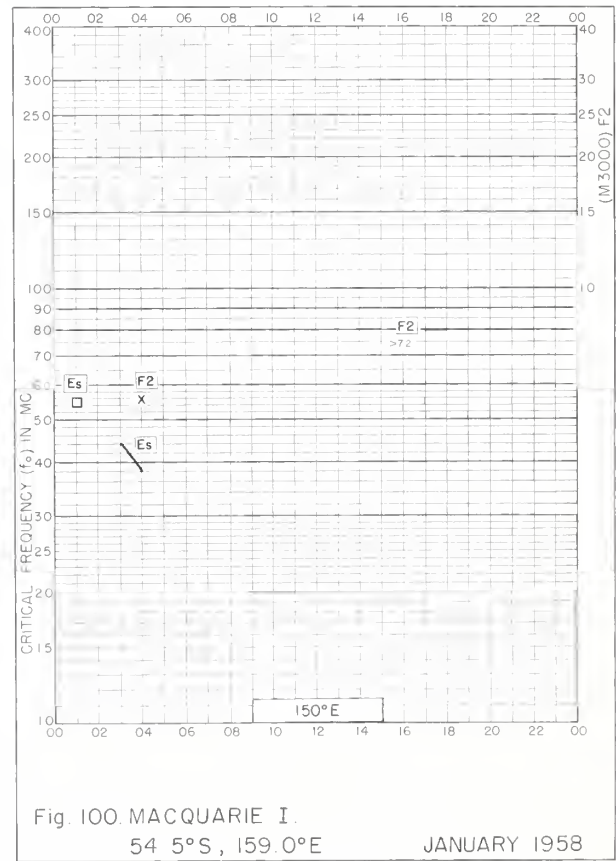 00 02 04 06 08 10 12 14 16 18 20 22 00
400 40
300 30
250 25
200 20
150 15
100 10
90
80 F2
>72
70
60 Es F2
50
Es
40
30
25
20
15
10
150°E
00 02 04 06 08 10 12 14 16 18 20 22 00
CRITICAL FREQUENCY (f₀) IN MC
(M3000) F2
Fig. 100. MACQUARIE I.
54 5°S, 159.0°E JANUARY 1958